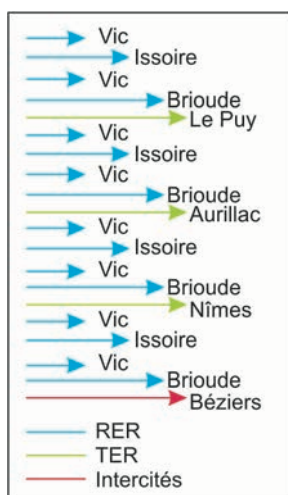 Vic
Issoire
Vic
Brioude
Le Puy
Vic
Issoire
Vic
Brioude
Aurillac
Vic
Issoire
Vic
Brioude
Nîmes
Vic
Issoire
Vic
Brioude
Béziers
RER
TER
Intercités